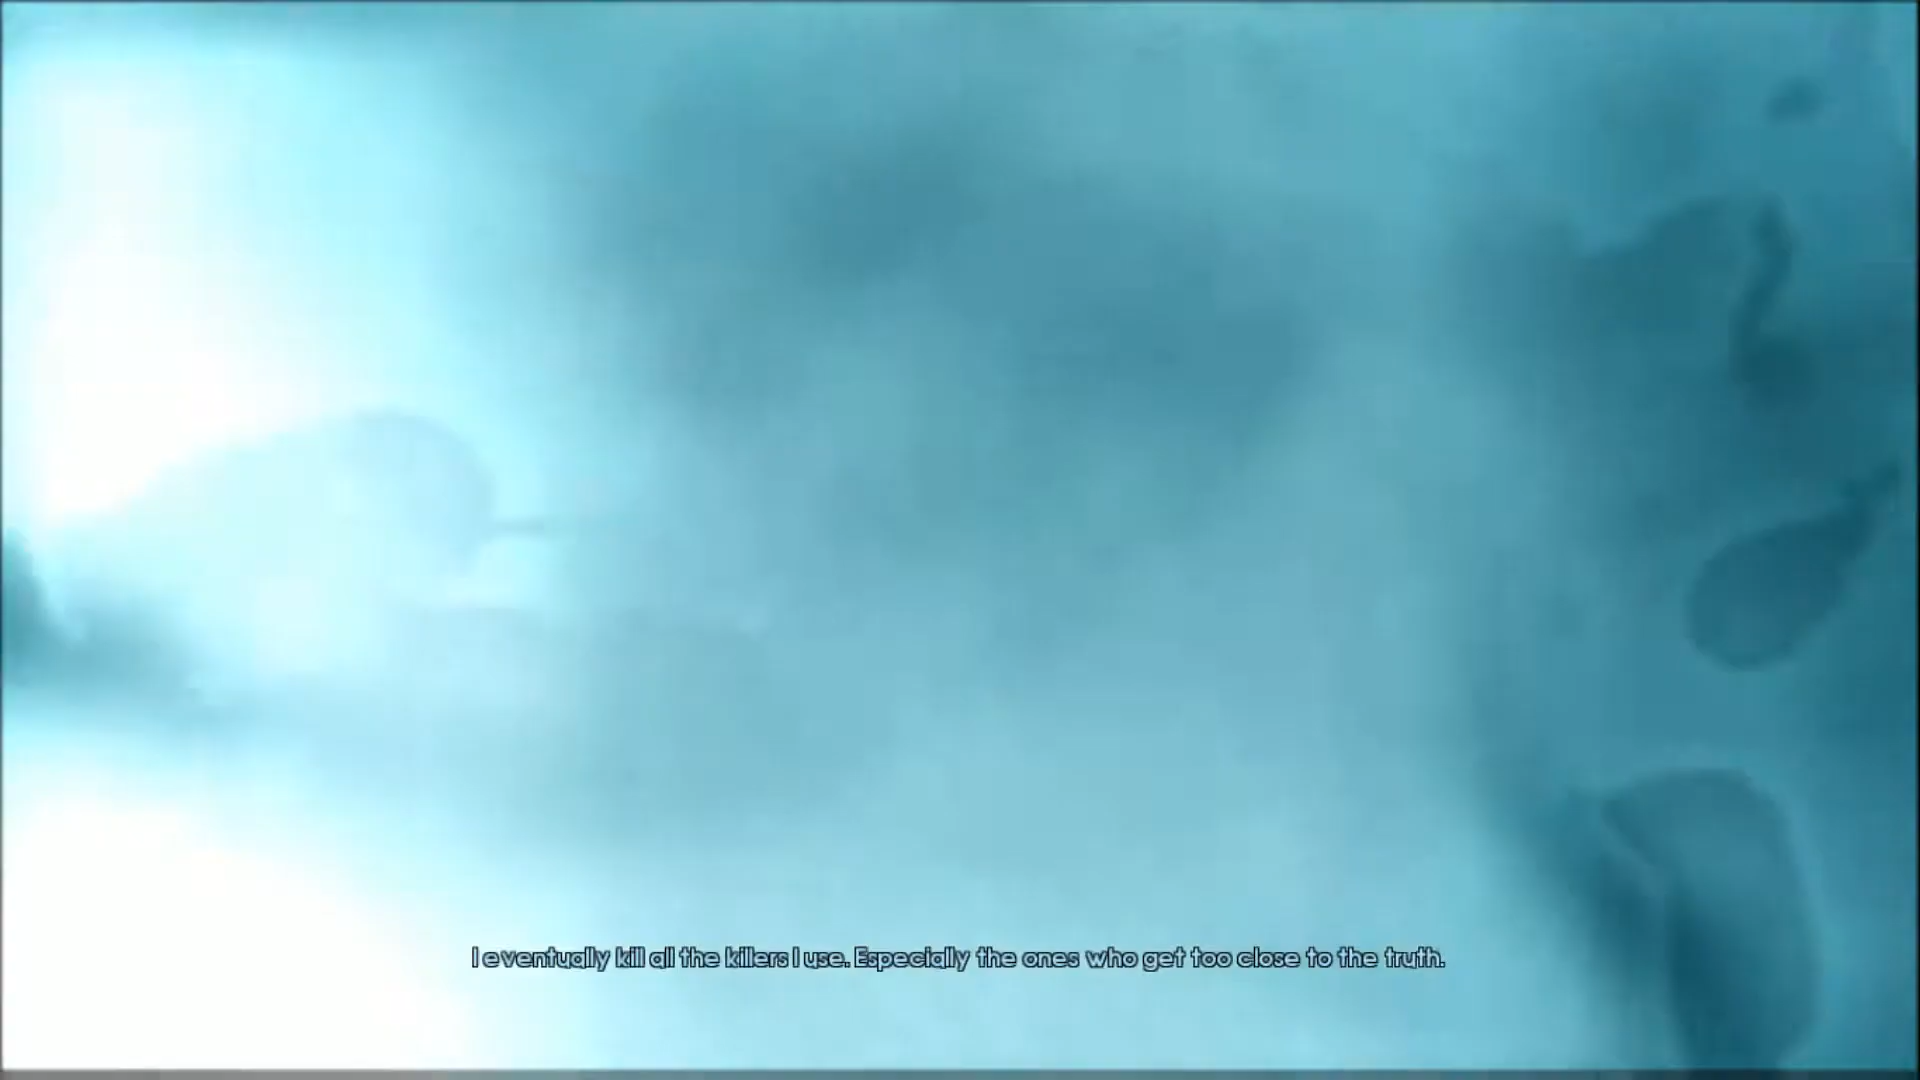 I eventually kill all the killers I use. Especially the ones who get too close to the truth.